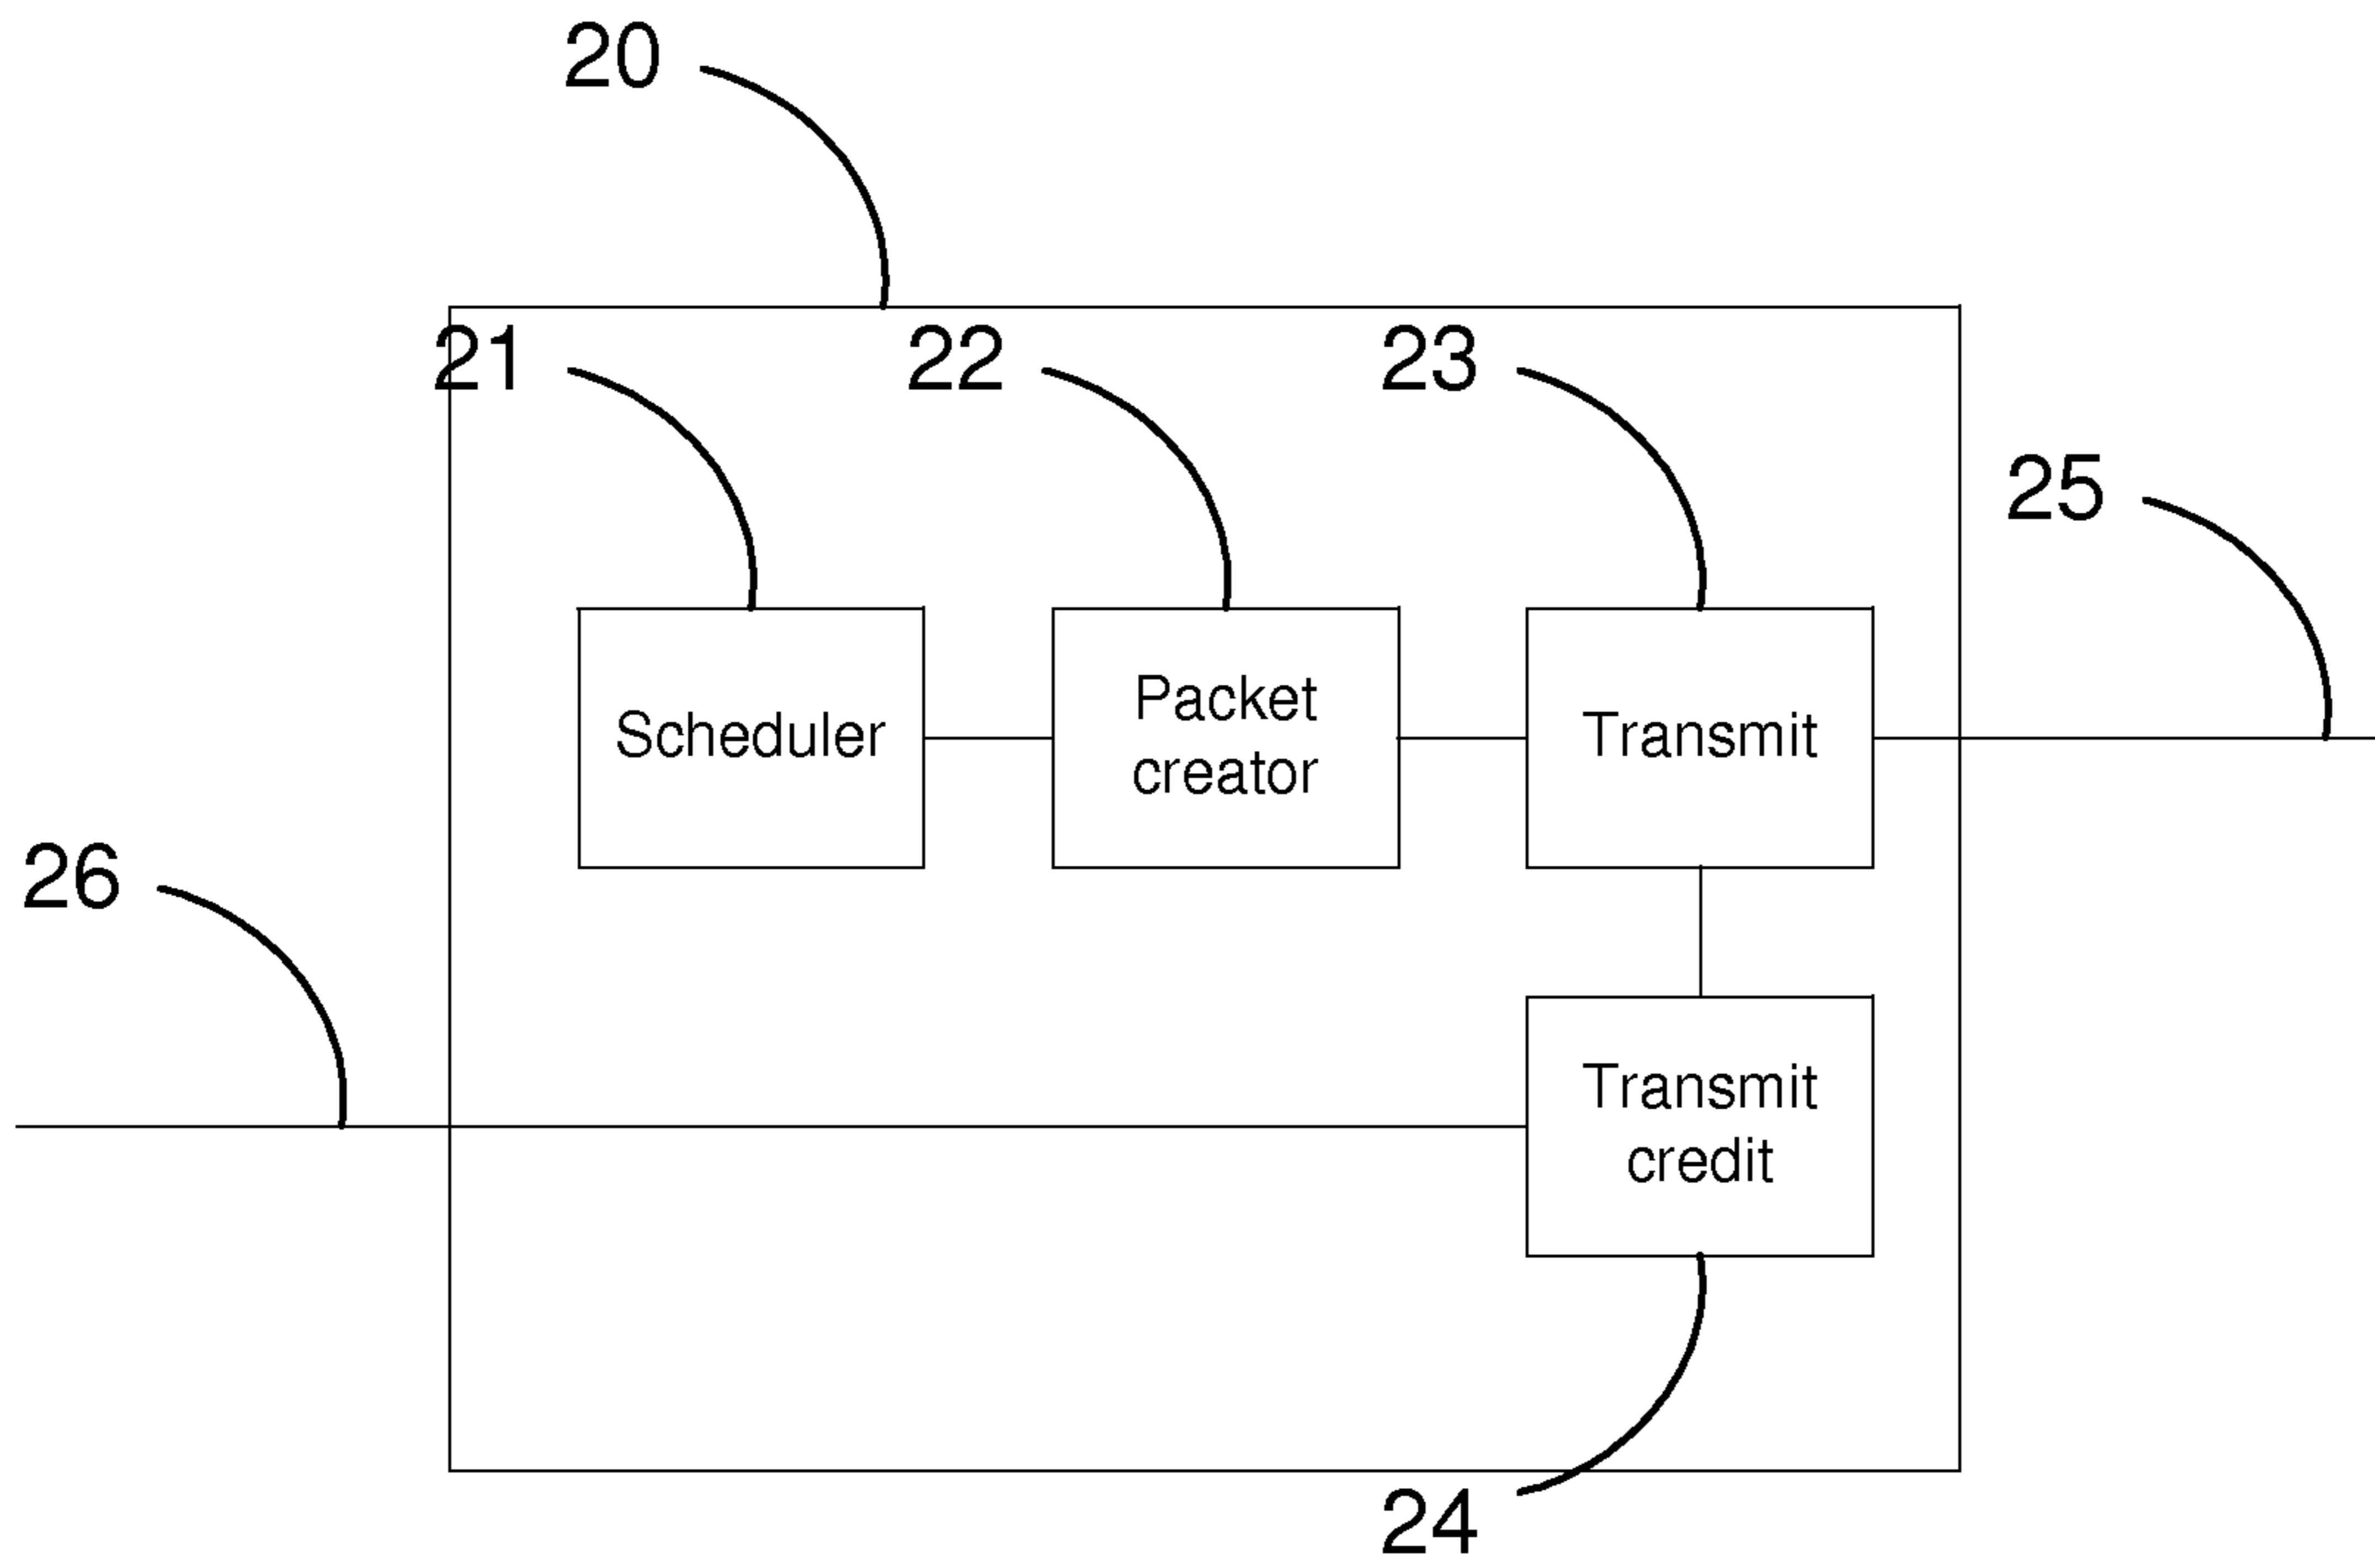 20
21
22
23
25
Scheduler
Packet
creator
Transmit
26
Transmit
credit
24